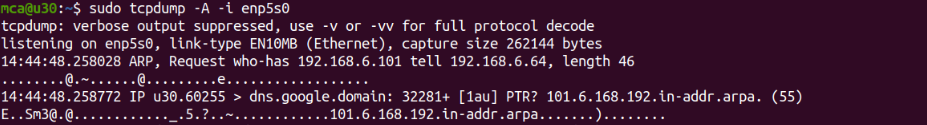 mca@u30:~$ sudo tcpdump -A -i enp5s0
tcpdump: verbose output suppressed, use -v or -vv for full protocol decode
listening on enp5s0, link-type EN10MB (Ethernet), capture size 262144 bytes
14:44:48.258028 ARP, Request who-has 192.168.6.101 tell 192.168.6.64, length 46
........@.~......@.........e..................
14:44:48.258772 IP u30.60255 > dns.google.domain: 32281+ [1au] PTR? 101.6.168.192.in-addr.arpa. (55)
E..Sm3@.@............_.5.?..~............101.6.168.192.in-addr.arpa.......)........